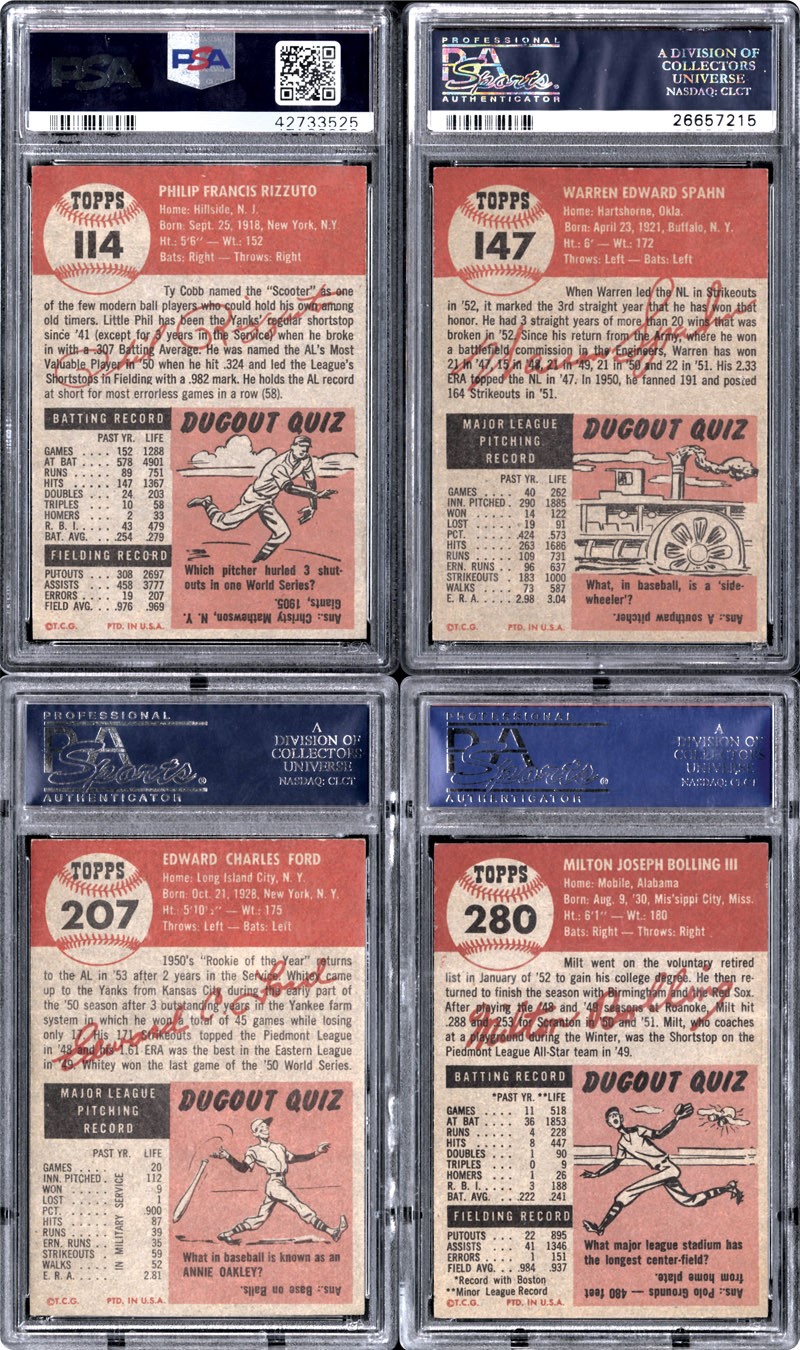 PSA
PSA
42733525
TOPPS
114
PHILIP FRANCIS RIZZUTO
Home: Hillside, N. J.
Born: Sept. 25, 1918, New York, N.Y.
Ht.: 5'6" — Wt.: 152
Bats: Right — Throws: Right
Ty Cobb named the "Scooter" as one
of the few modern ball players who could hold his own among
old timers. Little Phil has been the Yanks' regular shortstop
since '41 (except for 3 years in the Service) when he broke
in with a .307 Batting Average. He was named the AL's Most
Valuable Player in '50 when he hit .324 and led the League's
Shortstops in Fielding with a .982 mark. He holds the AL record
at short for most errorless games in a row (58).
BATTING RECORD
PAST YR. LIFE
GAMES 152 1288
AT BAT 578 4901
RUNS 89 751
HITS 147 1367
DOUBLES 24 203
TRIPLES 10 58
HOMERS 2 33
R. B. I. 43 479
BAT. AVG. .254 .279
FIELDING RECORD
PUTOUTS 308 2697
ASSISTS 458 3777
ERRORS 19 207
FIELD AVG. .976 .969
DUGOUT QUIZ
Which pitcher hurled 3 shut-
outs in one World Series?
Ans.: Christy Mathewson, N. Y.
Giants, 1905.
©T.C.G. PTD. IN U.S.A.
PROFESSIONAL
PSA
Sports
AUTHENTICATOR
A DIVISION OF
COLLECTORS
UNIVERSE
NASDAQ: CLCT
26657215
TOPPS
147
WARREN EDWARD SPAHN
Home: Hartshorne, Okla.
Born: April 23, 1921, Buffalo, N. Y.
Ht.: 6' — Wt.: 172
Throws: Left — Bats: Left
When Warren led the NL in Strikeouts
in '52, it marked the 3rd straight year that he has won that
honor. He had 3 straight years of more than 20 wins that was
broken in '52. Since his return from the Army, where he won
a battlefield commission in the Engineers, Warren has won
21 in '47, 15 in '48, 21 in '49, 21 in '50 and 22 in '51. His 2.33
ERA topped the NL in '47. In 1950, he fanned 191 and posted
164 Strikeouts in '51.
Warren Spahn
MAJOR LEAGUE
PITCHING
RECORD
PAST YR. LIFE
GAMES 40 262
INN. PITCHED. 290 1885
WON 14 122
LOST 19 91
PCT. .424 .573
HITS 263 1686
RUNS 109 731
ERN. RUNS 96 637
STRIKEOUTS 183 1000
WALKS 73 587
E. R. A. 2.98 3.04
DUGOUT QUIZ
What, in baseball, is a 'side-
wheeler'?
Ans.: A southpaw pitcher.
©T.C.G. PTD. IN U.S.A.
PROFESSIONAL
PSA
Sports
AUTHENTICATOR
A
DIVISION OF
COLLECTORS
UNIVERSE
NASDAQ: CLCT
TOPPS
207
EDWARD CHARLES FORD
Home: Long Island City, N. Y.
Born: Oct. 21, 1928, New York, N. Y.
Ht.: 5'10½" — Wt.: 175
Throws: Left — Bats: Left
1950's "Rookie of the Year" returns
to the AL in '53 after 2 years in the Service. Whitey came
up to the Yanks from Kansas City during the early part of
the '50 season after 3 outstanding years in the Yankee farm
system in which he won a total of 45 games while losing
only 17. His 171 Strikeouts topped the Piedmont League
in '48 and his 1.61 ERA was the best in the Eastern League
in '49. Whitey won the last game of the '50 World Series.
Edward C. Ford
MAJOR LEAGUE
PITCHING
RECORD
PAST YR. LIFE
GAMES 20
INN. PITCHED. 112
WON 9
LOST 1
PCT. .900
HITS 87
RUNS 39
ERN. RUNS 35
STRIKEOUTS 59
WALKS 52
E. R. A. 2.81
IN MILITARY SERVICE
DUGOUT QUIZ
What in baseball is known as an
ANNIE OAKLEY?
Ans.: Base on Balls.
©T.C.G. PTD. IN U.S.A.
PROFESSIONAL
PSA
Sports
AUTHENTICATOR
A
DIVISION OF
COLLECTORS
UNIVERSE
NASDAQ: CLCT
TOPPS
280
MILTON JOSEPH BOLLING III
Home: Mobile, Alabama
Born: Aug. 9, '30, Mis'sippi City, Miss.
Ht.: 6'1" — Wt.: 180
Bats: Right — Throws: Right
Milt went on the voluntary retired
list in January of '52 to gain his college degree. He then re-
turned to finish the season with Birmingham and the Red Sox.
After playing the '48 and '49 seasons at Roanoke, Milt hit
.288 and .253 for Scranton in '50 and '51. Milt, who coaches
at a playground during the Winter, was the Shortstop on the
Piedmont League All-Star team in '49.
Milton Bolling
BATTING RECORD
*PAST YR. **LIFE
GAMES 11 518
AT BAT 36 1853
RUNS 4 228
HITS 8 447
DOUBLES 1 90
TRIPLES 0 9
HOMERS 1 26
R. B. I. 3 188
BAT. AVG. .222 .241
FIELDING RECORD
PUTOUTS 22 895
ASSISTS 41 1346
ERRORS 1 151
FIELD AVG. .984 .937
*Record with Boston
**Minor League Record
DUGOUT QUIZ
What major league stadium has
the longest center-field?
Ans.: Polo Grounds — 480 feet
from home plate.
©T.C.G. PTD. IN U.S.A.